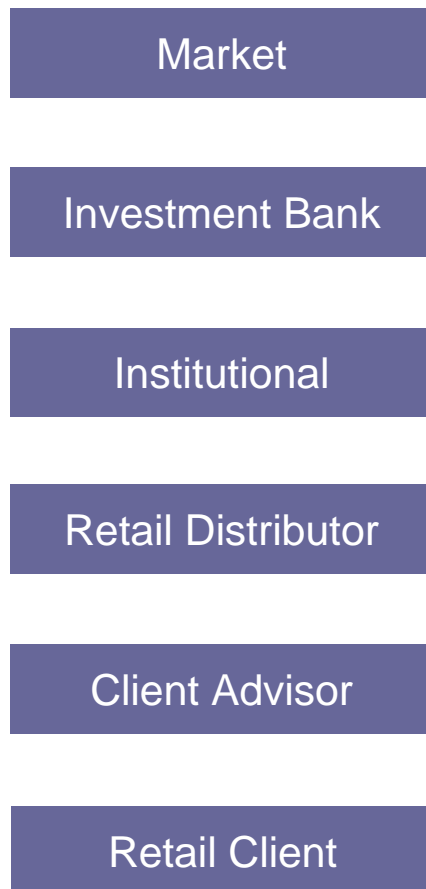 Market
Investment Bank
Institutional
Retail Distributor
Client Advisor
Retail Client